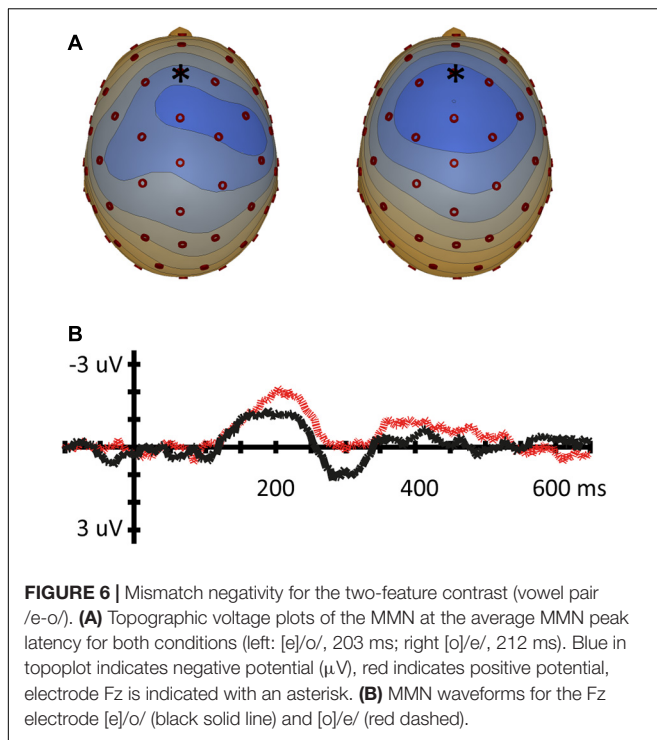 A
*
*
B
-3 uV
200
400
600 ms
3 uV
FIGURE 6 | Mismatch negativity for the two-feature contrast (vowel pair
/e-o/). (A) Topographic voltage plots of the MMN at the average MMN peak
latency for both conditions (left: [e]/o/, 203 ms; right [o]/e/, 212 ms). Blue in
topoplot indicates negative potential (μV), red indicates positive potential,
electrode Fz is indicated with an asterisk. (B) MMN waveforms for the Fz
electrode [e]/o/ (black solid line) and [o]/e/ (red dashed).